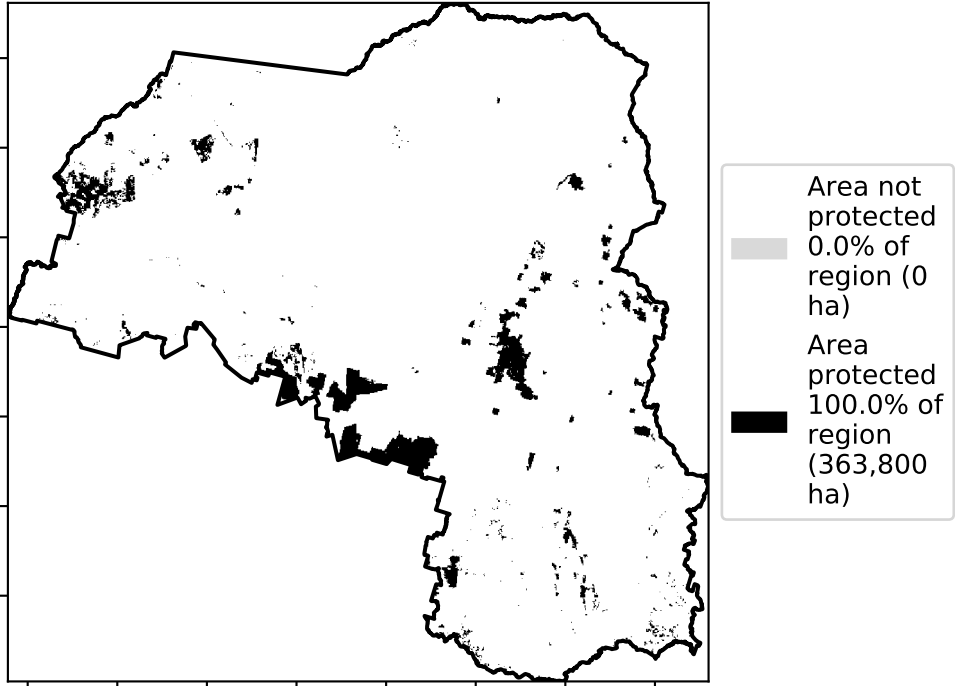 Area not
protected
0.0% of
region (0
ha)
Area
protected
100.0% of
region
(363,800
ha)